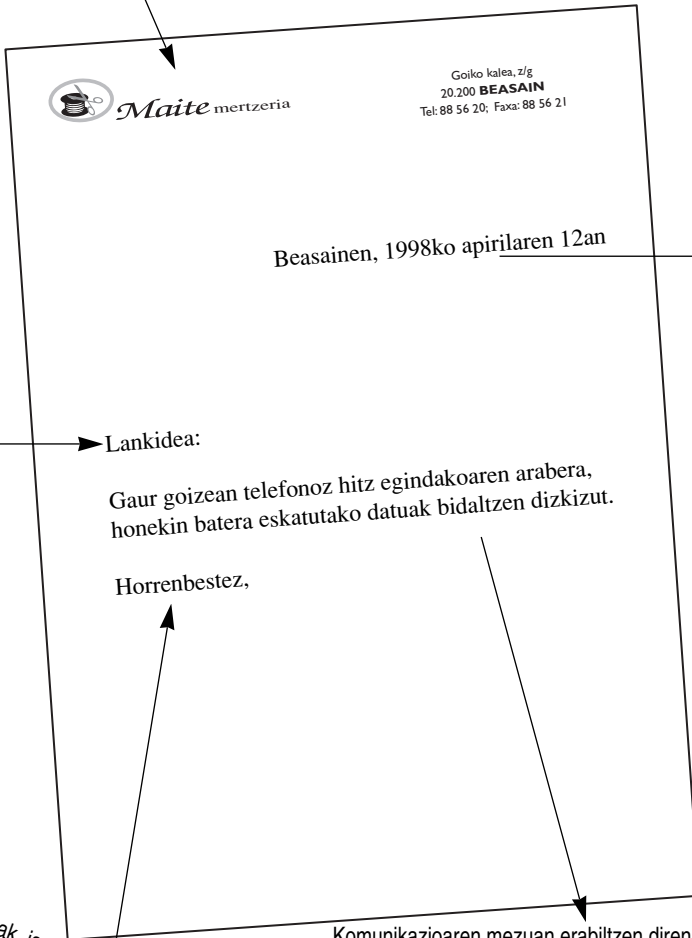 Maite mertzeria
Goiko kalea, z/g
20.200 BEASAIN
Tel: 88 56 20; Faxa: 88 56 21
Beasainen, 1998ko apirilaren 12an
Lankidea:
Gaur goizean telefonoz hitz egindakoaren arabera,
honekin batera eskatutako datuak bidaltzen dizkizut.
Horrenbestez,
Komunikazioaren mezuan erabiltzen diren